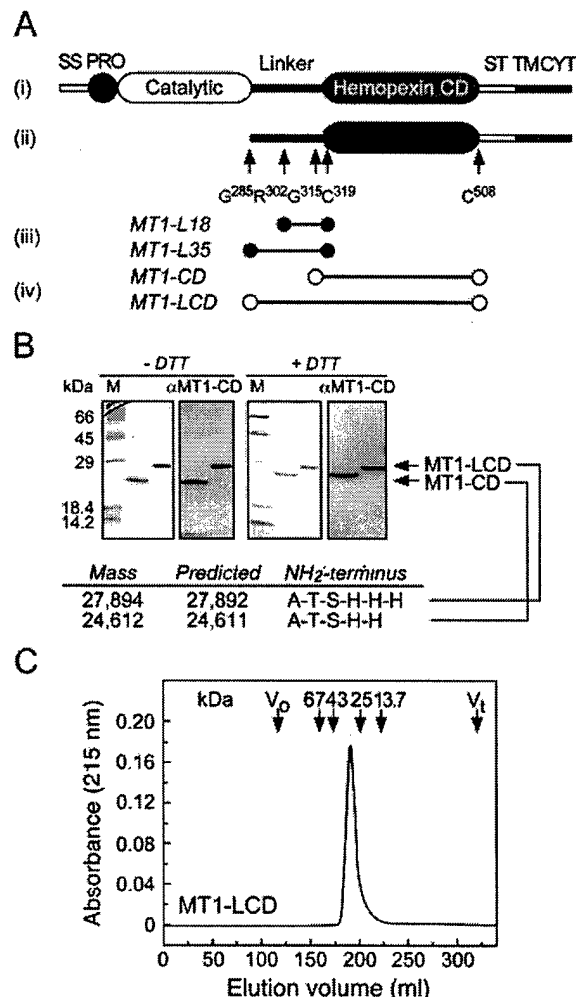 A
SS PRO Linker ST TMCYT
(i) Catalytic Hemopexin CD
(ii)
G285R302G315C319 C508
(iii) MT1-L18
MT1-L35
(iv) MT1-CD
MT1-LCD
B
- DTT + DTT
kDa M αMT1-CD M αMT1-CD
66
45
29
18.4
14.2
MT1-LCD
MT1-CD
Mass Predicted NH2-terminus
27,894 27,892 A-T-S-H-H-H
24,612 24,611 A-T-S-H-H
C
kDa Vo 6743 2513.7 Vt
0.20
0.16
0.12
0.08
0.04
0
Absorbance (215 nm)
MT1-LCD
0 50 100 150 200 250 300
Elution volume (ml)